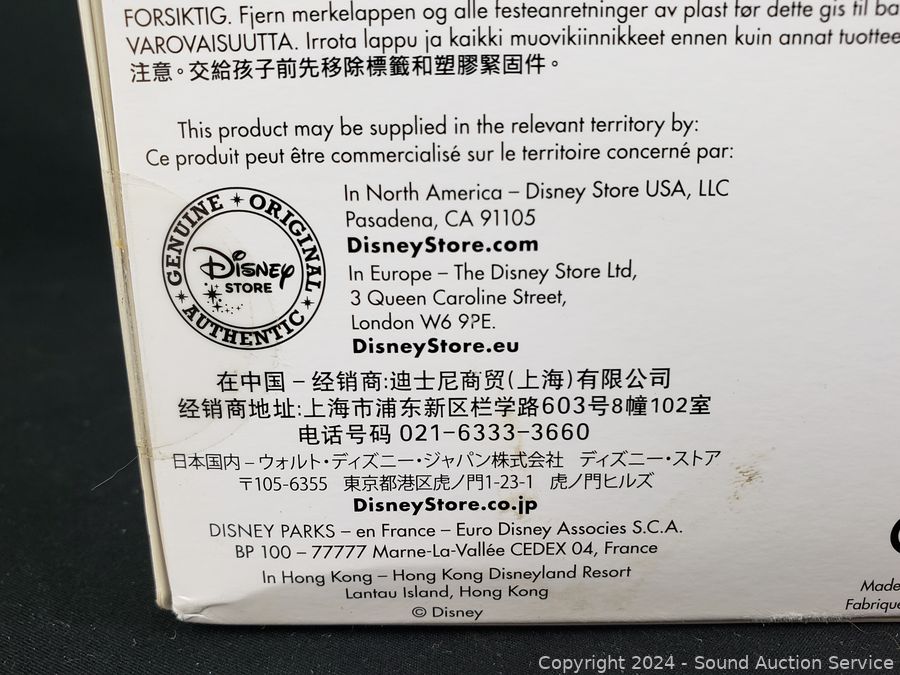 FORSIKTIG. Fjern merkelappen og alle festeanretninger av plast før dette gis til
VAROVAISUUTTA. Irrota lappu ja kaikki muovikiinnikkeet ennen kuin annat
注意。交給孩子前先移除標籤和塑膠緊固件。
This product may be supplied in the relevant territory by:
Ce produit peut être commercialisé sur le territoire concerné par:
GENUINE ORIGINAL AUTHENTIC
Disney
STORE
In North America – Disney Store USA, LLC
Pasadena, CA 91105
DisneyStore.com
In Europe – The Disney Store Ltd,
3 Queen Caroline Street,
London W6 9PE.
DisneyStore.eu
在中国 – 经销商:迪士尼商贸(上海)有限公司
经销商地址:上海市浦东新区栏学路603号8幢102室
电话号码 021-6333-3660
日本国内 – ウォルト・ディズニー・ジャパン株式会社 ディズニー・ストア
〒105-6355 東京都港区虎ノ門1-23-1 虎ノ門ヒルズ
DisneyStore.co.jp
DISNEY PARKS – en France – Euro Disney Associes S.C.A.
BP 100 – 77777 Marne-La-Vallée CEDEX 04, France
In Hong Kong – Hong Kong Disneyland Resort
Lantau Island, Hong Kong
© Disney
Made
Copyright 2024 - Sound Auction Service